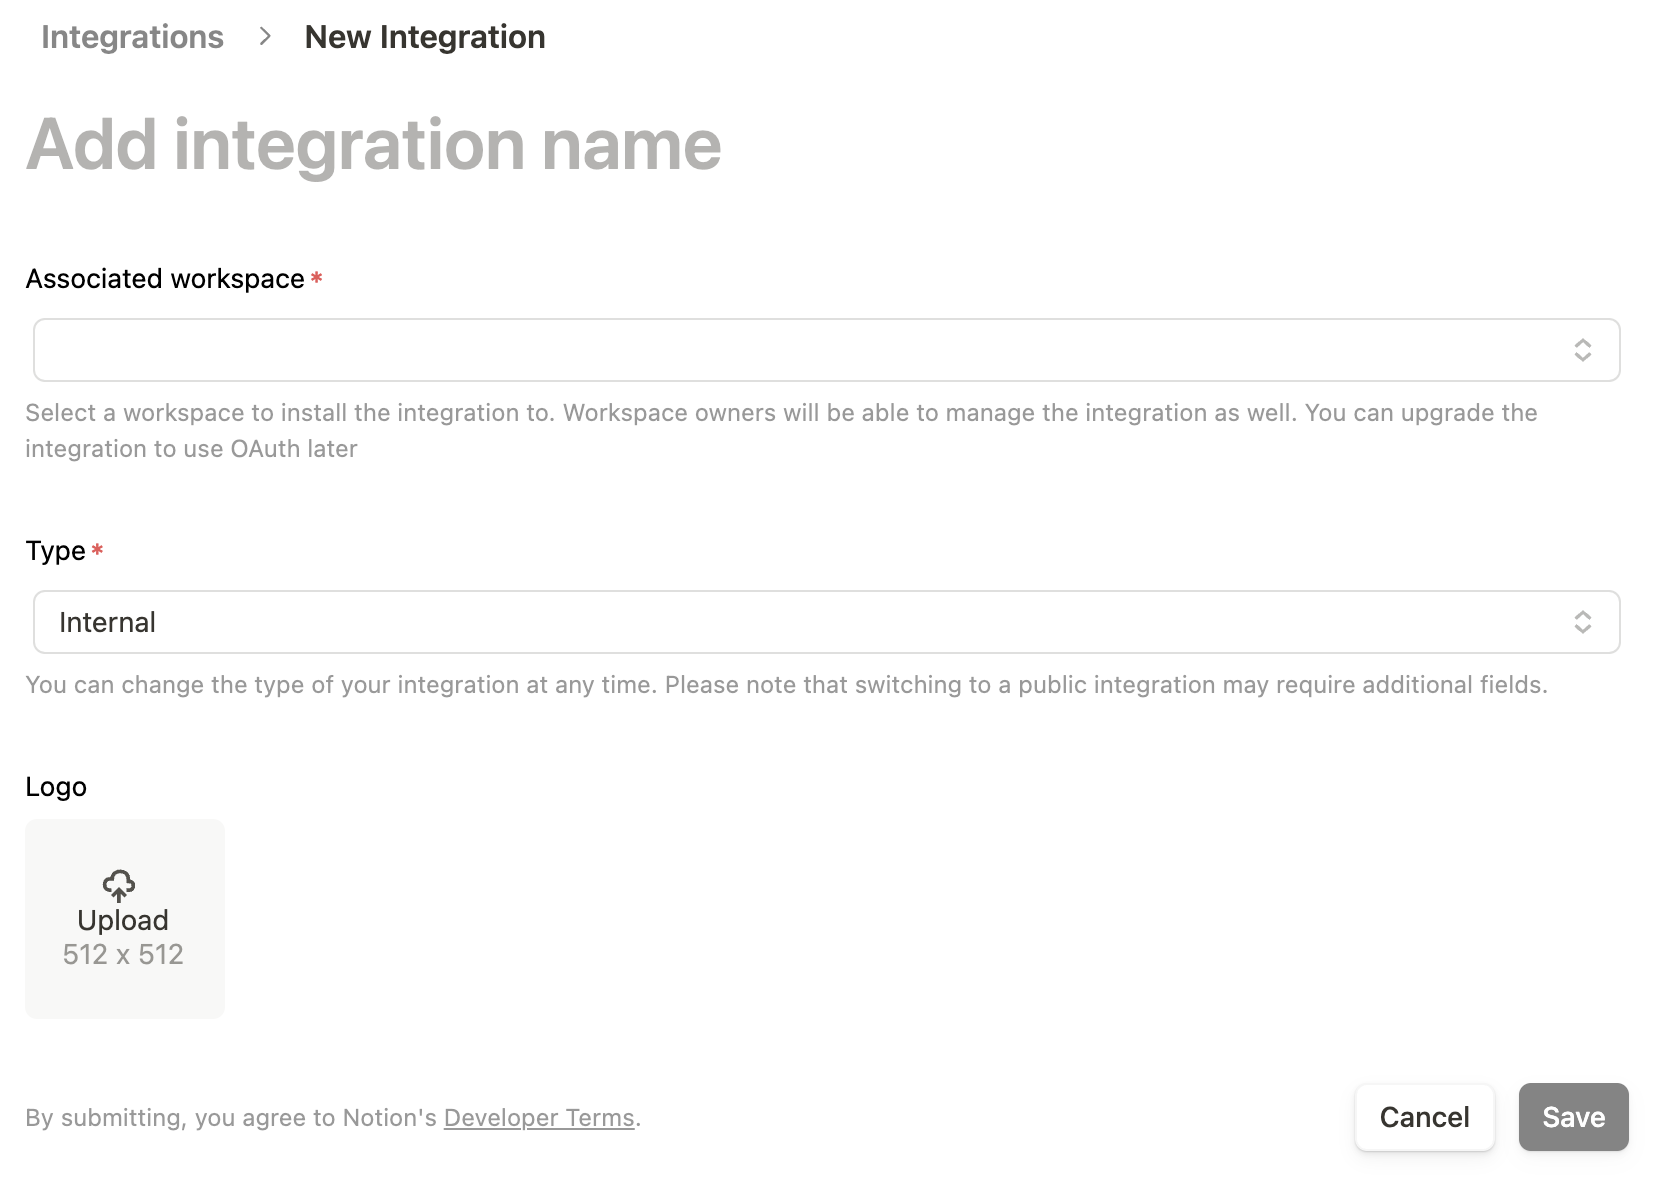 Integrations > New Integration
Add integration name
Associated workspace *
Select a workspace to install the integration to. Workspace owners will be able to manage the integration as well. You can upgrade the
integration to use OAuth later
Type *
Internal
You can change the type of your integration at any time. Please note that switching to a public integration may require additional fields.
Logo
Upload
512 x 512
By submitting, you agree to Notion's Developer Terms.
Cancel
Save